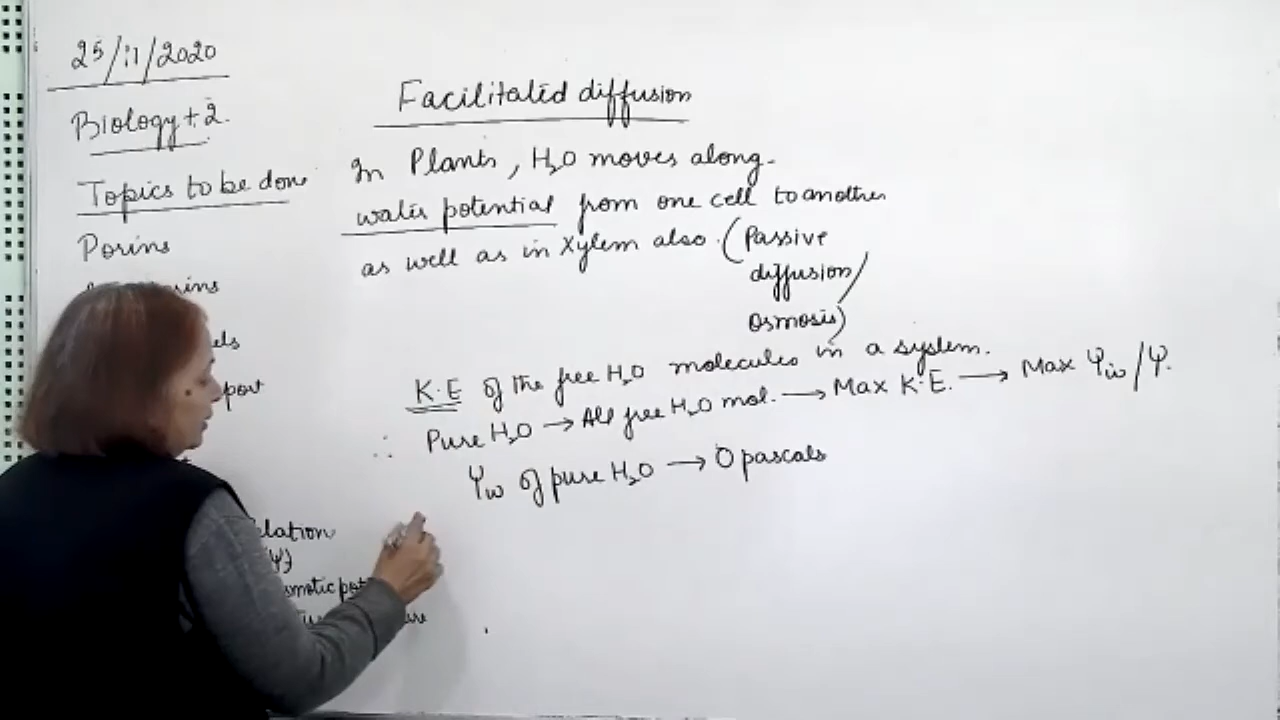 25/11/2020
Biology +2.
Topics to be done
Porins
Facilitated diffusion
In Plants, H₂O moves along
water potential from one cell to another
as well as in Xylem also. (Passive
diffusion/
Osmosis)
K.E of the free H₂O molecules in a system.
∴ Pure H₂O → All free H₂O mol. → Max K.E. → Max Ψw/Ψ.
Ψw of pure H₂O → 0 pascals